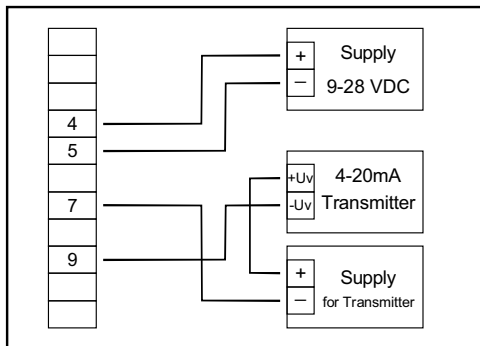 4
5
7
9
+
−
Supply
9-28 VDC
+Uv
-Uv
4-20mA
Transmitter
+
−
Supply
for Transmitter